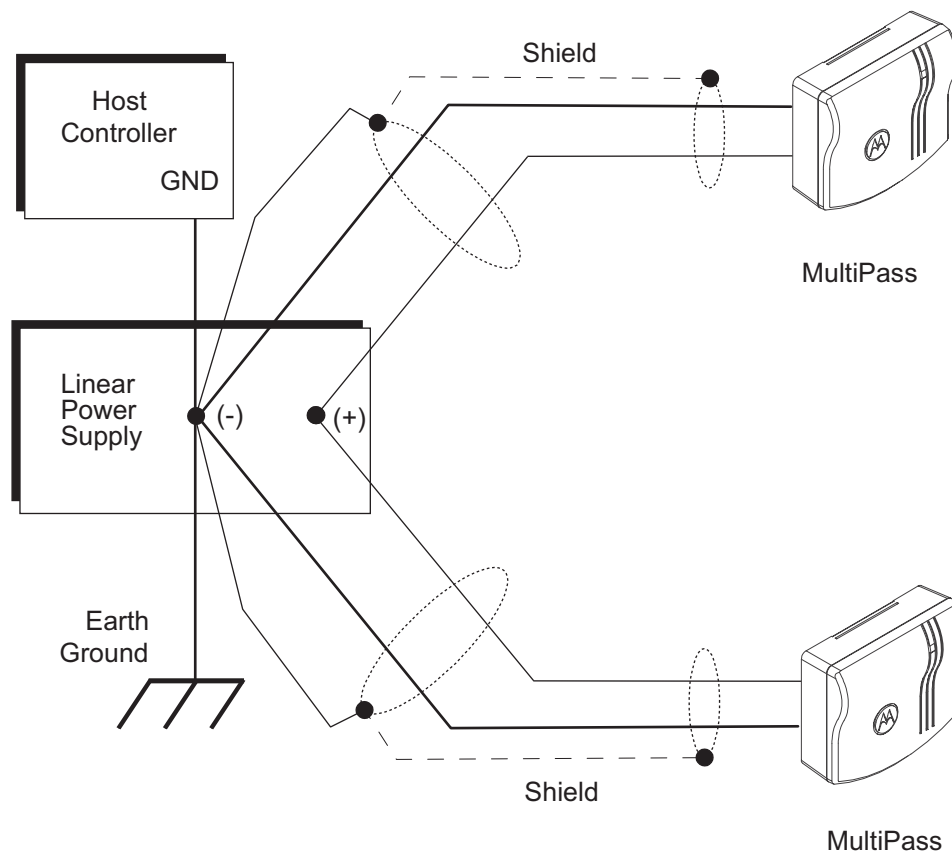 Shield
Host
Controller
GND
MultiPass
Linear
Power
Supply
(-)
(+)
Earth
Ground
Shield
MultiPass